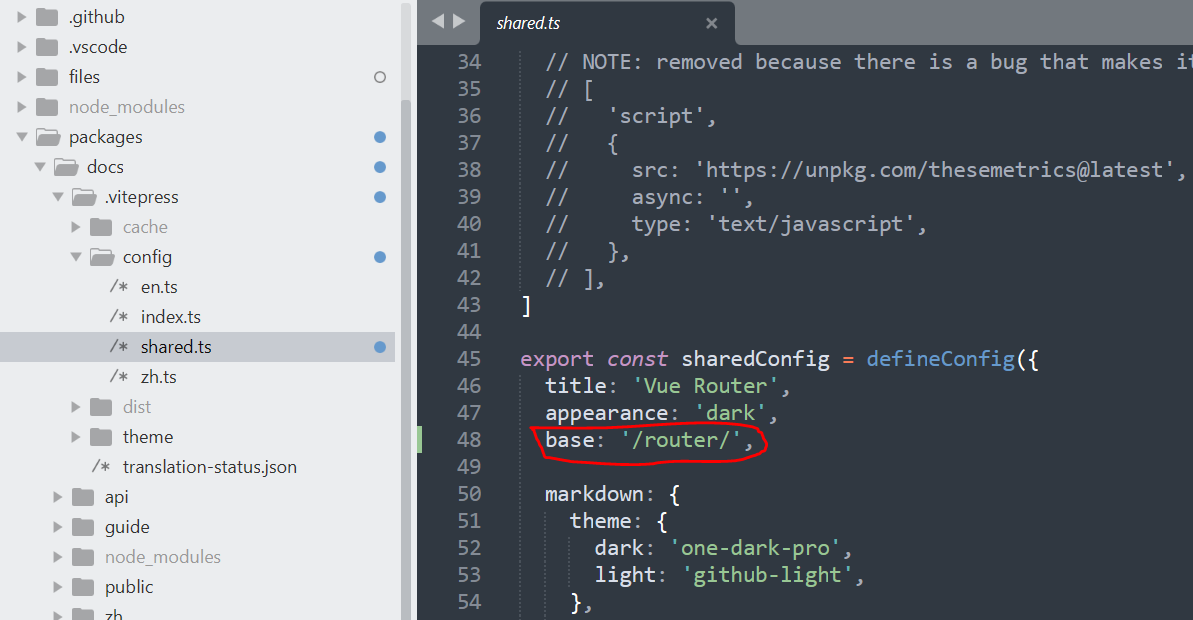 .github
.vscode
files
node_modules
packages
docs
.vitepress
cache
config
/* en.ts
/* index.ts
/* shared.ts
/* zh.ts
dist
theme
/* translation-status.json
api
guide
node_modules
public
zh
shared.ts ×
34 // NOTE: removed because there is a bug that makes it
35 // [
36 //   'script',
37 //   {
38 //     src: 'https://unpkg.com/thesemetrics@latest',
39 //     async: '',
40 //     type: 'text/javascript',
41 //   },
42 // ],
43 ]
44
45 export const sharedConfig = defineConfig({
46   title: 'Vue Router',
47   appearance: 'dark',
48   base: '/router/',
49
50   markdown: {
51     theme: {
52       dark: 'one-dark-pro',
53       light: 'github-light',
54     },